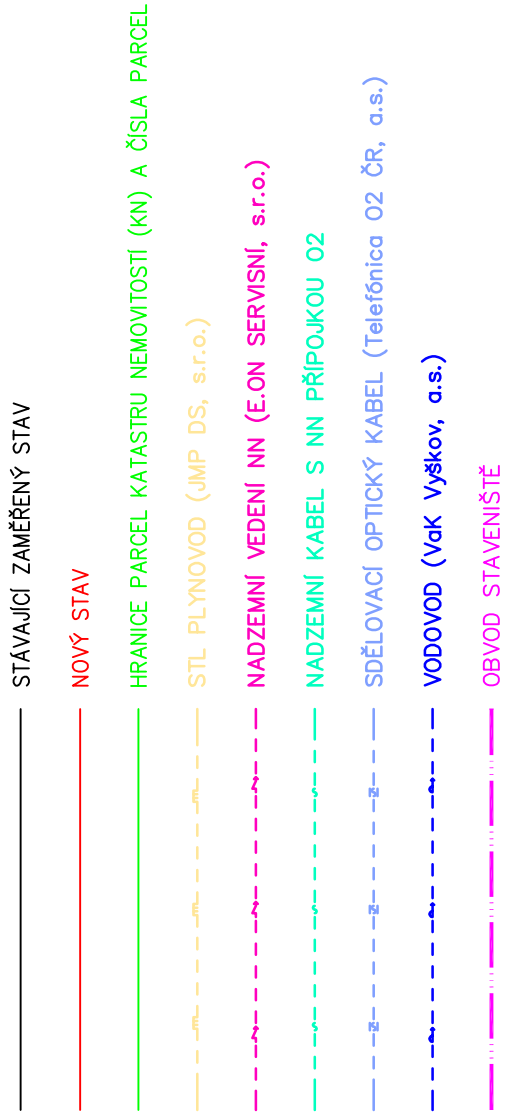 STÁVAJÍCÍ ZAMĚŘENÝ STAV
NOVÝ STAV
HRANICE PARCEL KATASTRU NEMOVITOSTÍ (KN) A ČÍSLA PARCEL
STL PLYNOVOD (JMP DS, s.r.o.)
NADZEMNÍ VEDENÍ NN (E.ON SERVISNÍ, s.r.o.)
NADZEMNÍ KABEL S NN PŘÍPOJKOU O2
SDĚLOVACÍ OPTICKÝ KABEL (Telefónica O2 ČR, a.s.)
VODOVOD (VaK Vyškov, a.s.)
OBVOD STAVENIŠTĚ